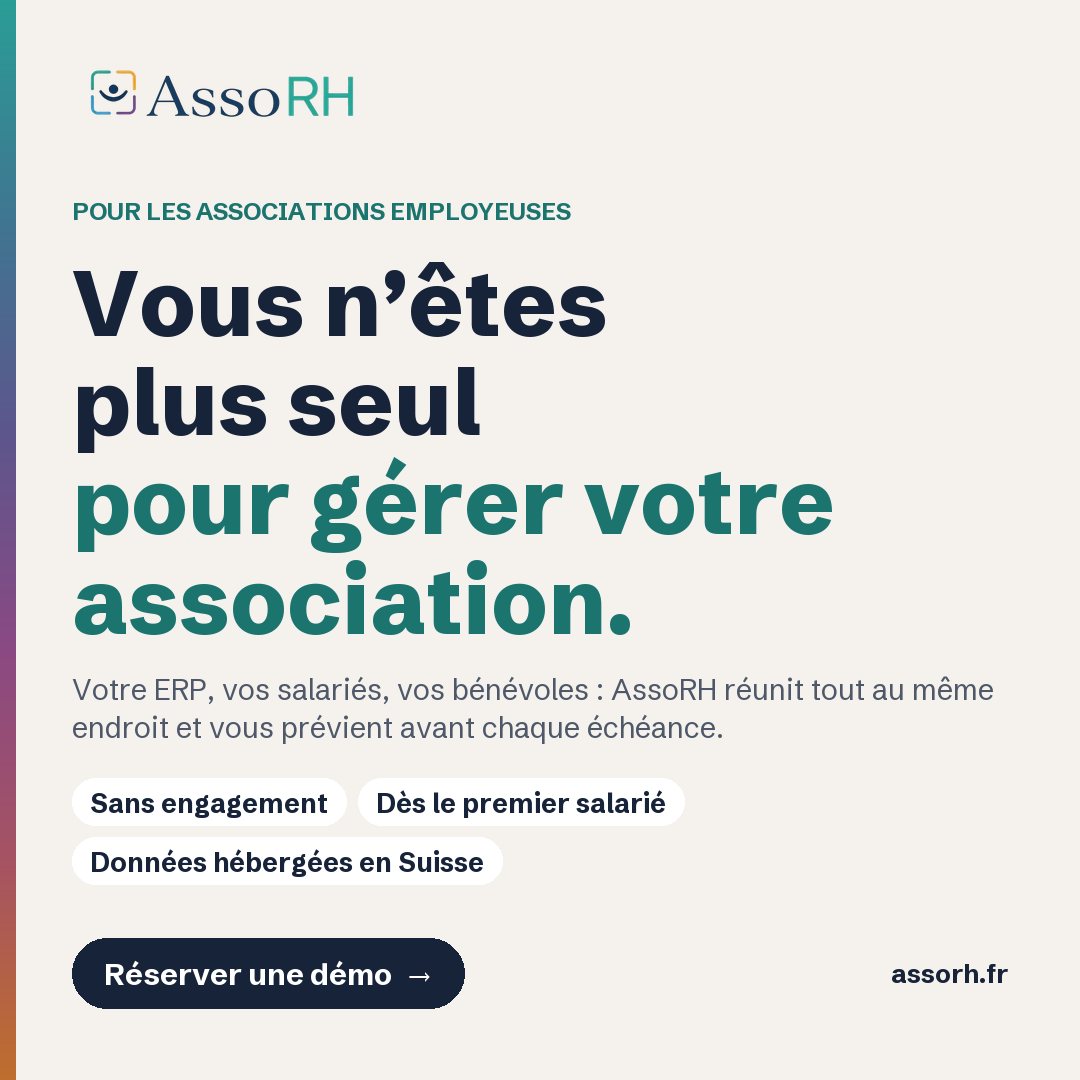 AssoRH
POUR LES ASSOCIATIONS EMPLOYEUSES
Vous n’êtes
plus seul
pour gérer votre
association.
Votre ERP, vos salariés, vos bénévoles : AssoRH réunit tout au même
endroit et vous prévient avant chaque échéance.
Sans engagement
Dès le premier salarié
Données hébergées en Suisse
Réserver une démo →
assorh.fr